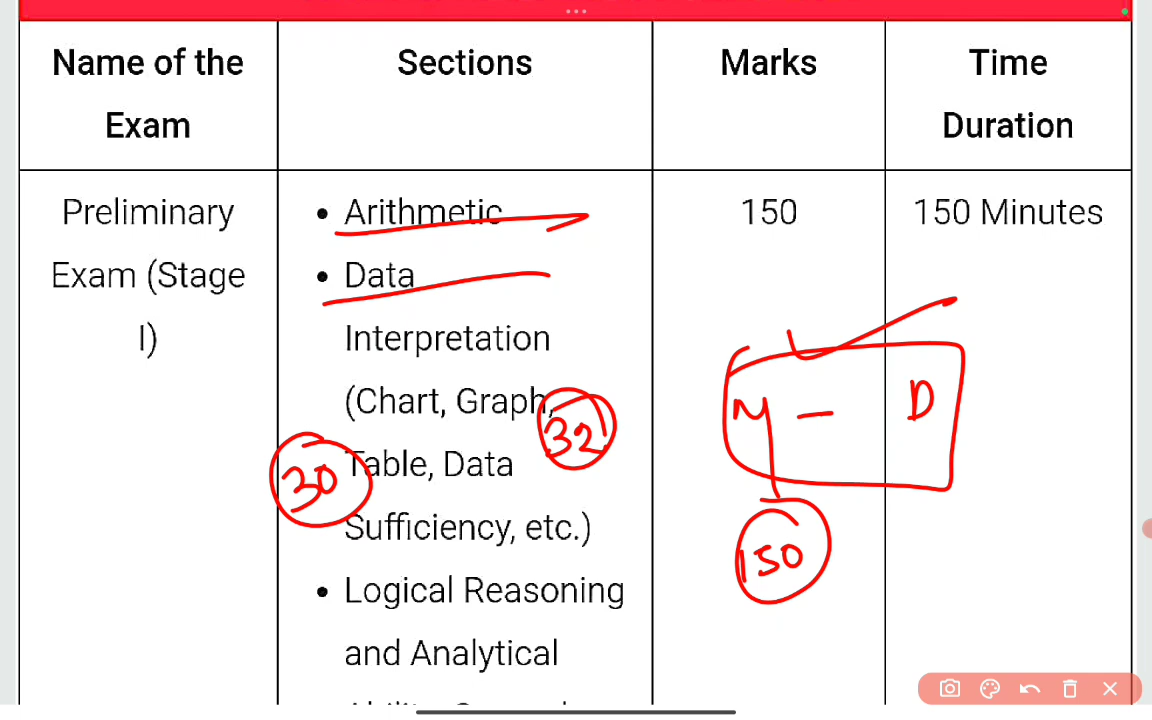 Name of the
Exam
Sections
Marks
Time
Duration
Preliminary
Exam (Stage
I)
• Arithmetic
• Data
Interpretation
(Chart, Graph,
Table, Data
Sufficiency, etc.)
• Logical Reasoning
and Analytical
150
150 Minutes
32
30
M - D
150